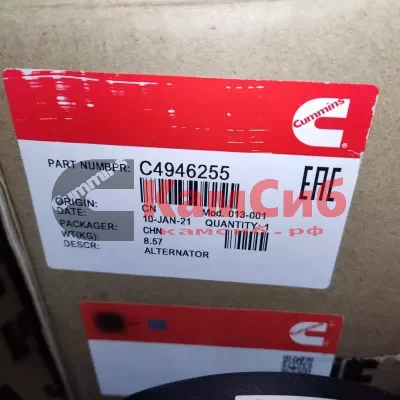 Cummins
PART NUMBER: C4946255
Cummins
EAC
ORIGIN: CN Mod. 013-001
DATE: 10-JAN-21 QUANTITY-1
PACKAGER: CHN
WT(KG): 8.57
DESCR: ALTERNATOR
КамСиб
камсиб.рф